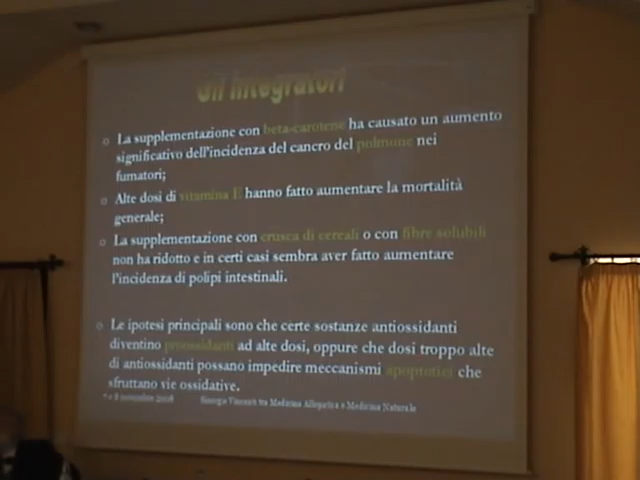 Gli integratori
La supplementazione con beta-carotene ha causato un aumento
significativo dell'incidenza del cancro del polmone nei
fumatori;
Alte dosi di vitamina E hanno fatto aumentare la mortalità
generale;
La supplementazione con crusca di cereali o con fibre solubili
non ha ridotto e in certi casi sembra aver fatto aumentare
l'incidenza di polipi intestinali.
Le ipotesi principali sono che certe sostanze antiossidanti
diventino proossidanti ad alte dosi, oppure che dosi troppo alte
di antiossidanti possano impedire meccanismi apoptotici che
sfruttano vie ossidative.
7 e 8 novembre 2008 Sinergie Vincenti tra Medicina Allopatica e Medicina Naturale